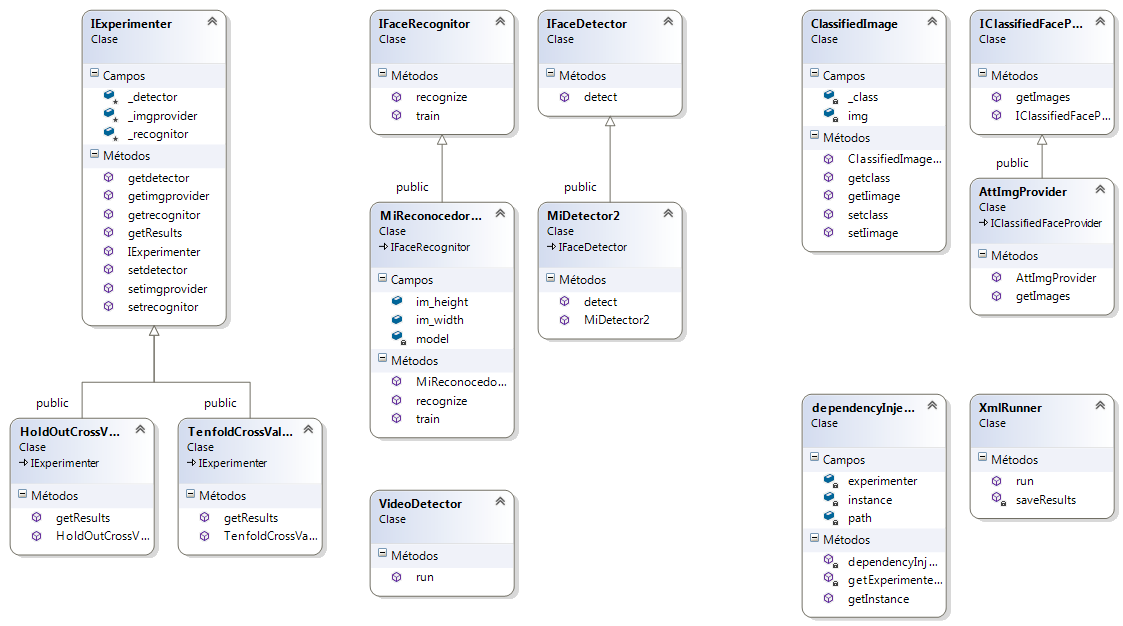 IExperimenter
Clase
Campos
_detector
_imgprovider
_recognitor
Métodos
getdetector
getimgprovider
getrecognitor
getResults
IExperimenter
setdetector
setimgprovider
setrecognitor
public
public
HoldOutCrossV...
Clase
IExperimenter
Métodos
getResults
HoldOutCrossV...
TenfoldCrossVal...
Clase
IExperimenter
Métodos
getResults
TenfoldCrossVa...
IFaceRecognitor
Clase
Métodos
recognize
train
public
MiReconocedor...
Clase
IFaceRecognitor
Campos
im_height
im_width
model
Métodos
MiReconocedo...
recognize
train
IFaceDetector
Clase
Métodos
detect
public
MiDetector2
Clase
IFaceDetector
Métodos
detect
MiDetector2
VideoDetector
Clase
Métodos
run
ClassifiedImage
Clase
Campos
_class
img
Métodos
ClassifiedImage...
getclass
getIimage
setclass
setIimage
IClassifiedFaceP...
Clase
Métodos
getImages
IClassifiedFaceP...
public
AttImgProvider
Clase
IClassifiedFaceProvider
Métodos
AttImgProvider
getImages
dependencyInje...
Clase
Campos
experimenter
instance
path
Métodos
dependencyInj...
getExperimente...
getInstance
XmlRunner
Clase
Métodos
run
saveResults